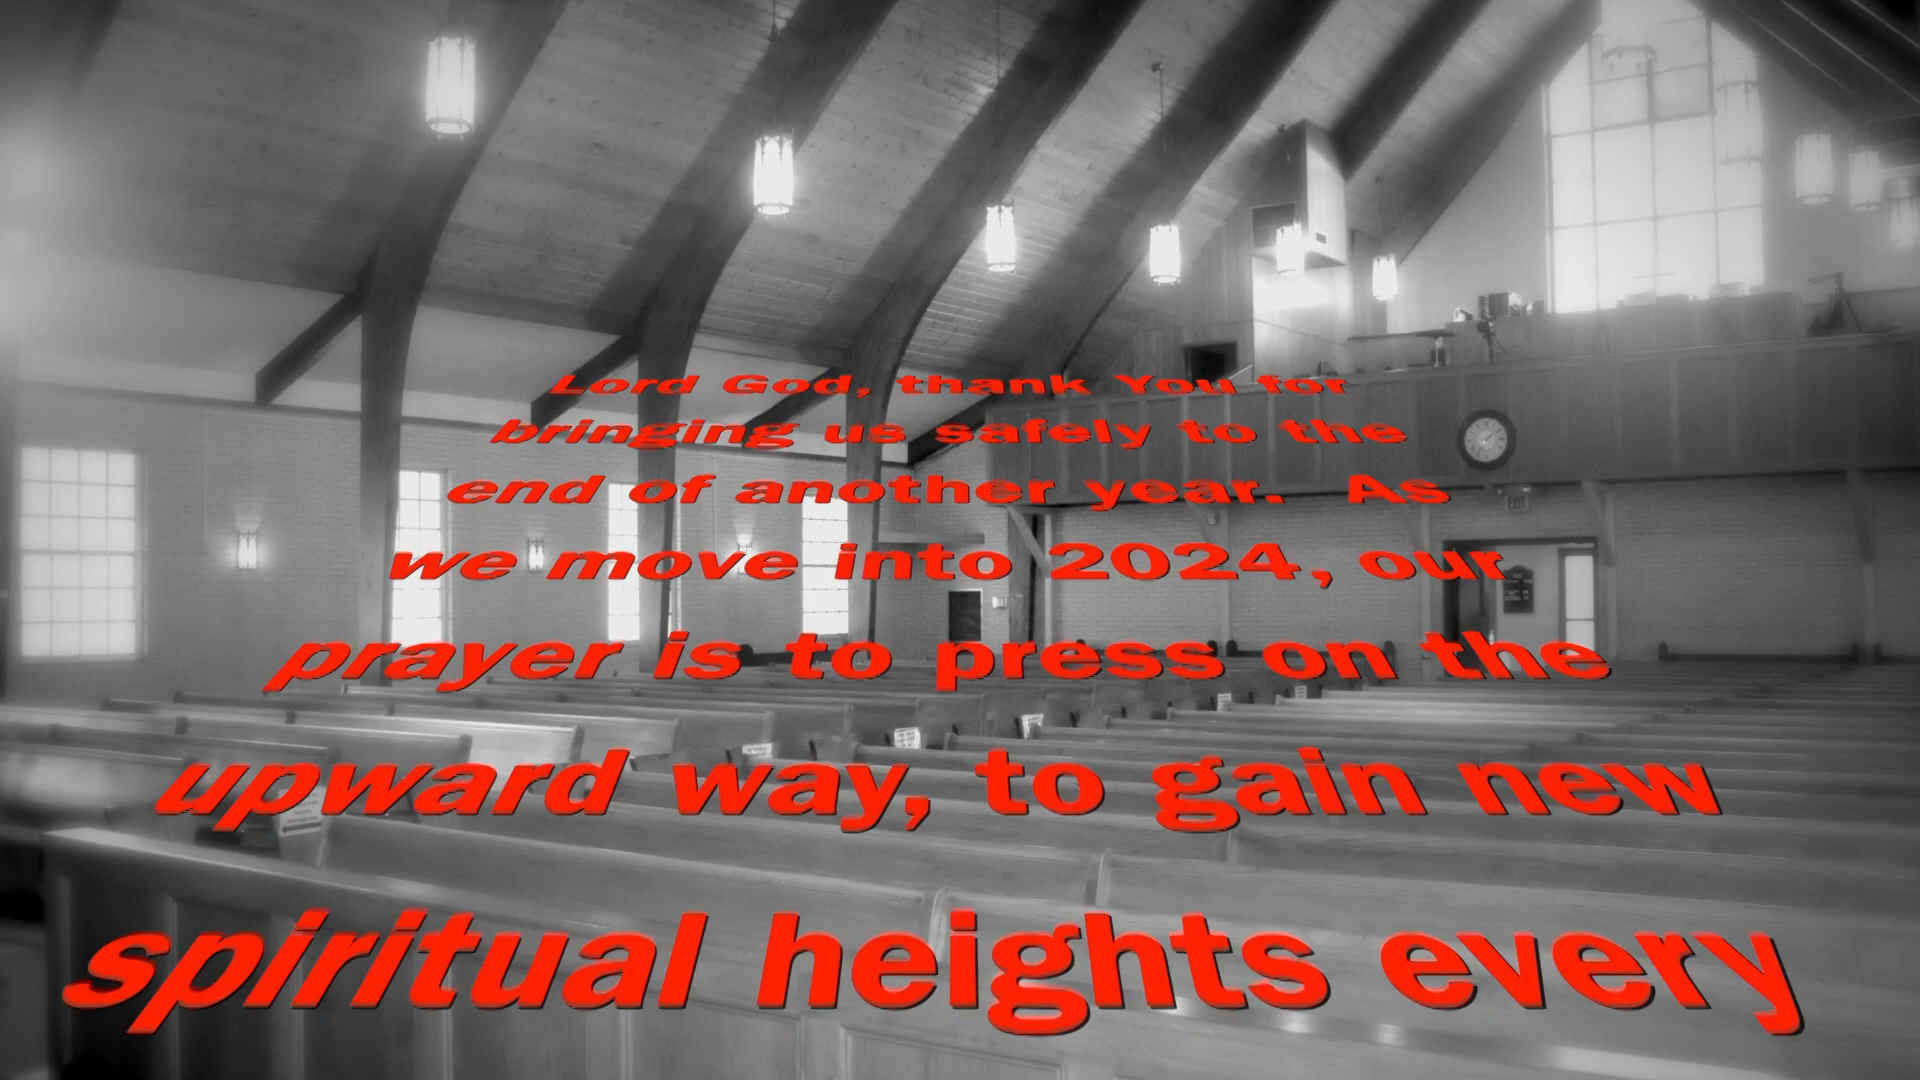 Lord God, thank You for
bringing us safely to the
end of another year. As
we move into 2024, our
prayer is to press on the
upward way, to gain new
spiritual heights every
EXIT